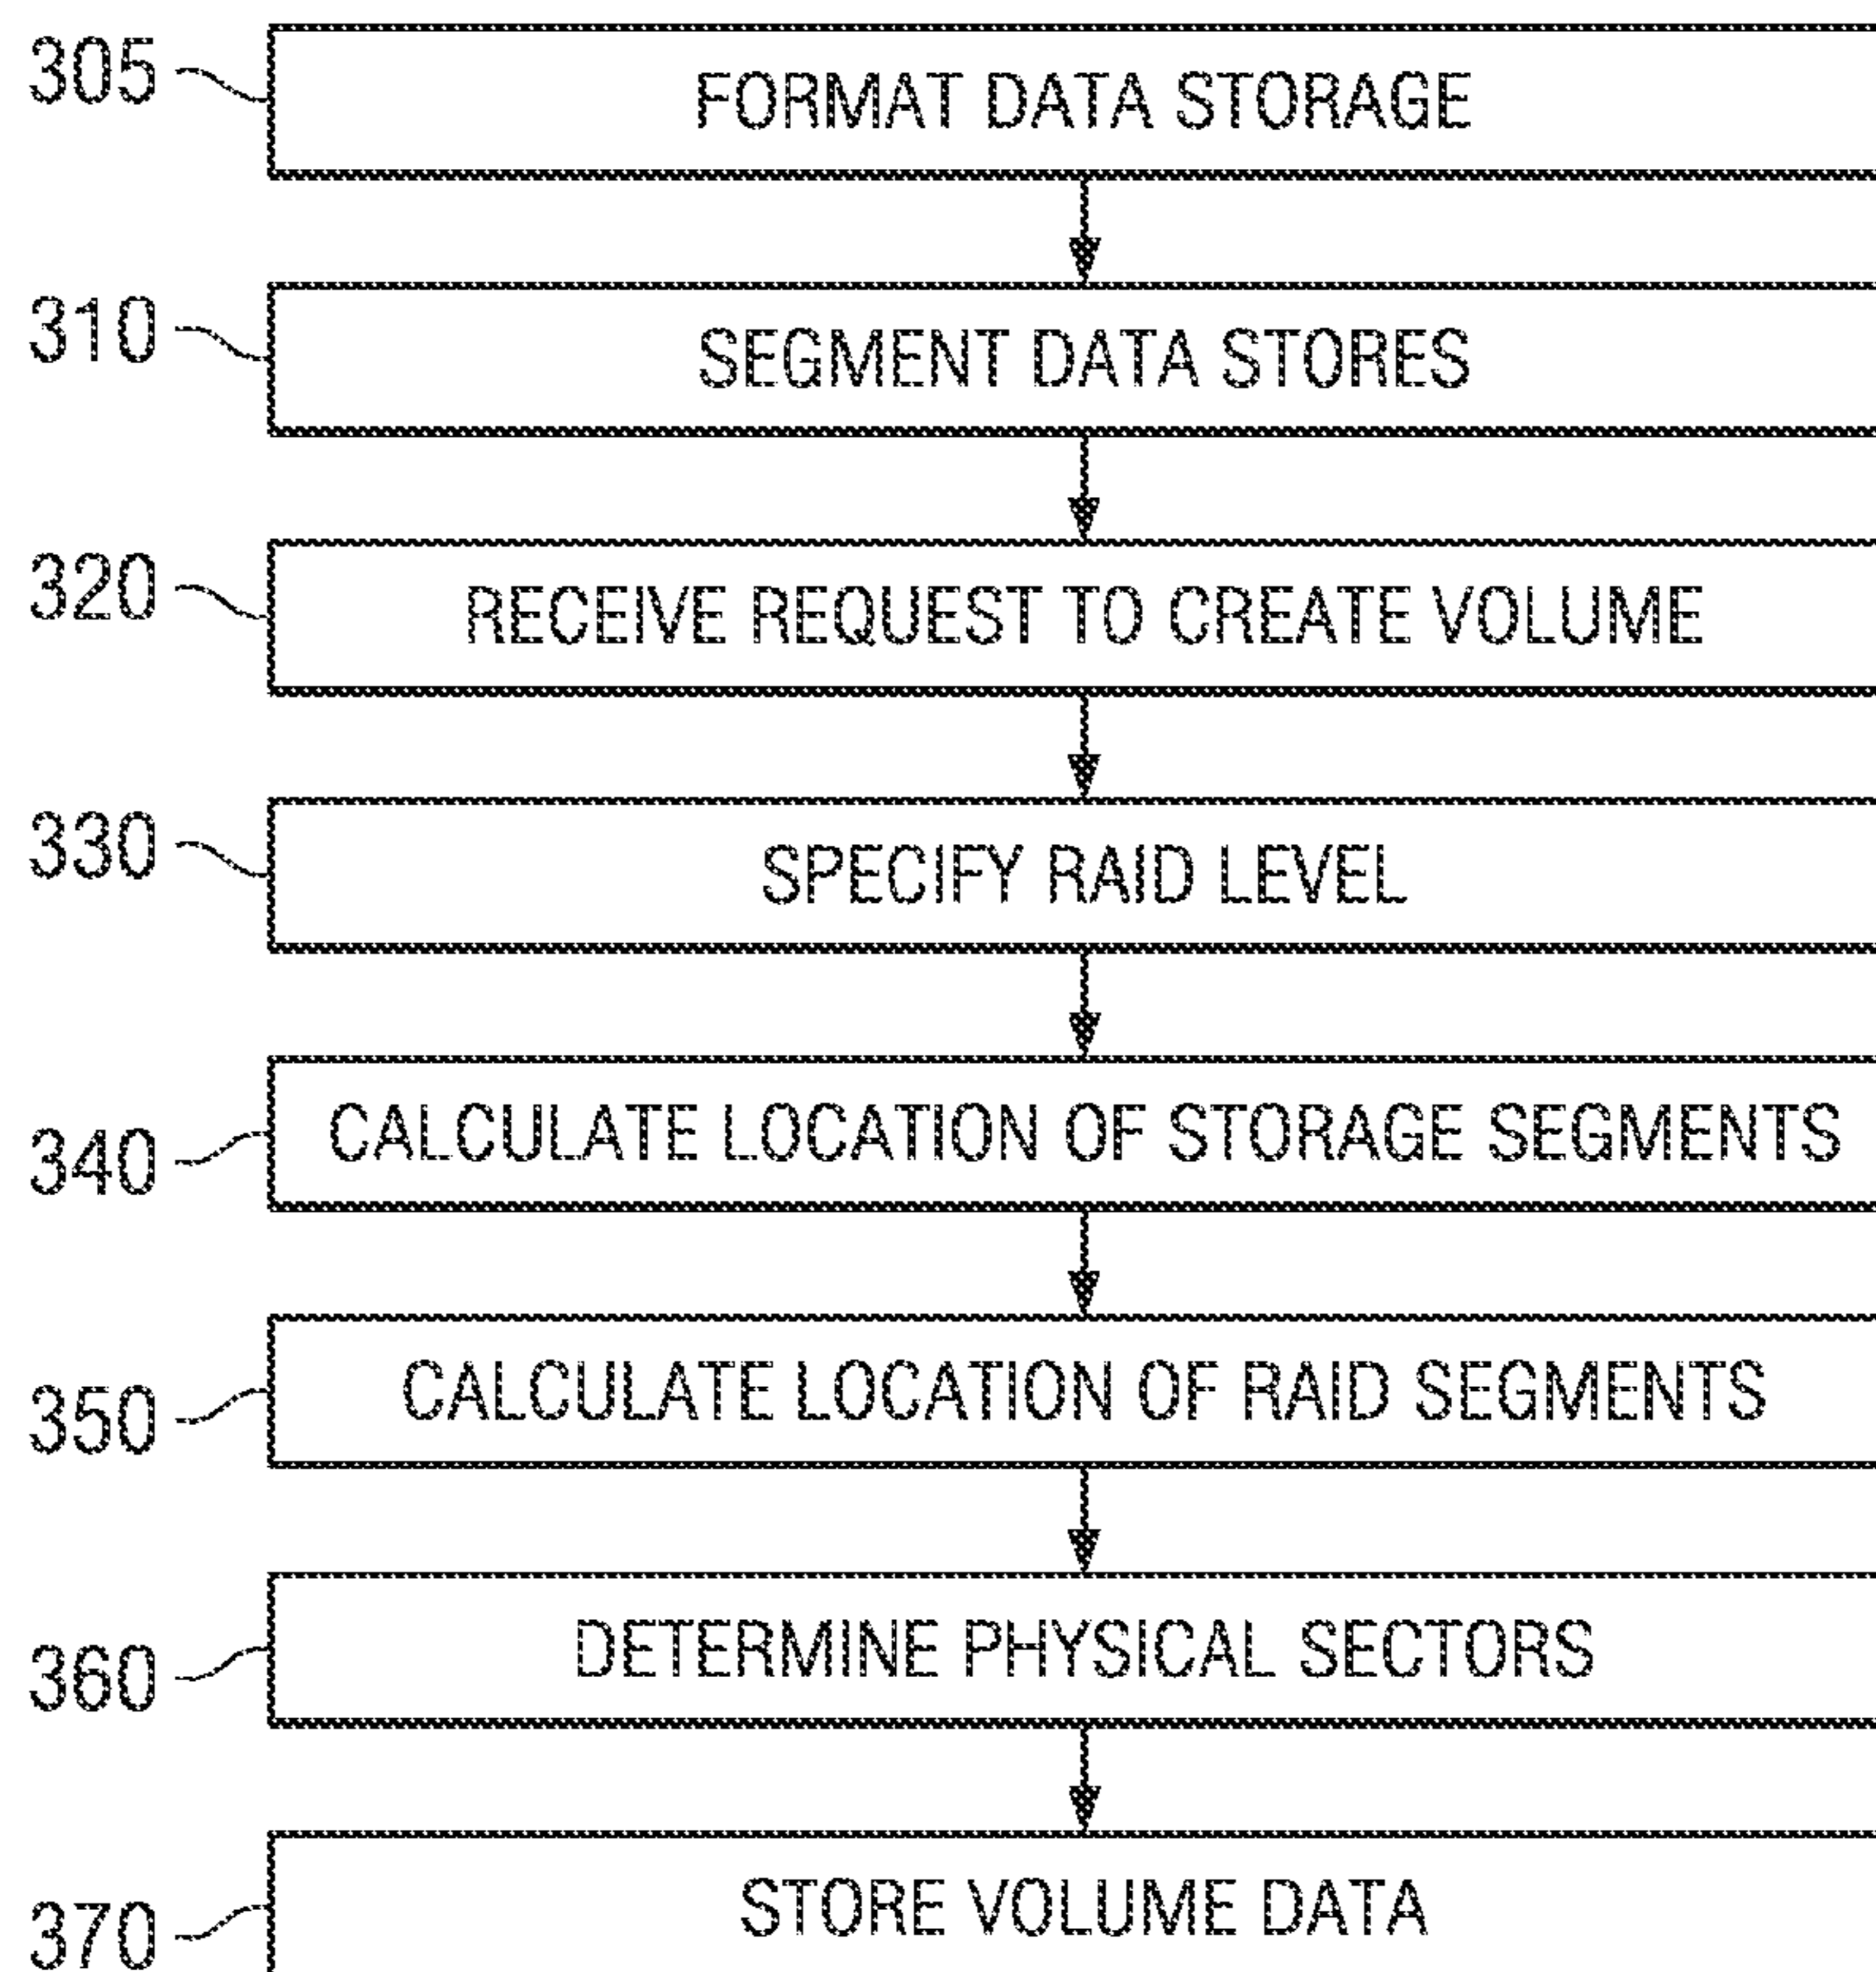 305 FORMAT DATA STORAGE
310 SEGMENT DATA STORES
320 RECEIVE REQUEST TO CREATE VOLUME
330 SPECIFY RAID LEVEL
340 CALCULATE LOCATION OF STORAGE SEGMENTS
350 CALCULATE LOCATION OF RAID SEGMENTS
360 DETERMINE PHYSICAL SECTORS
370 STORE VOLUME DATA